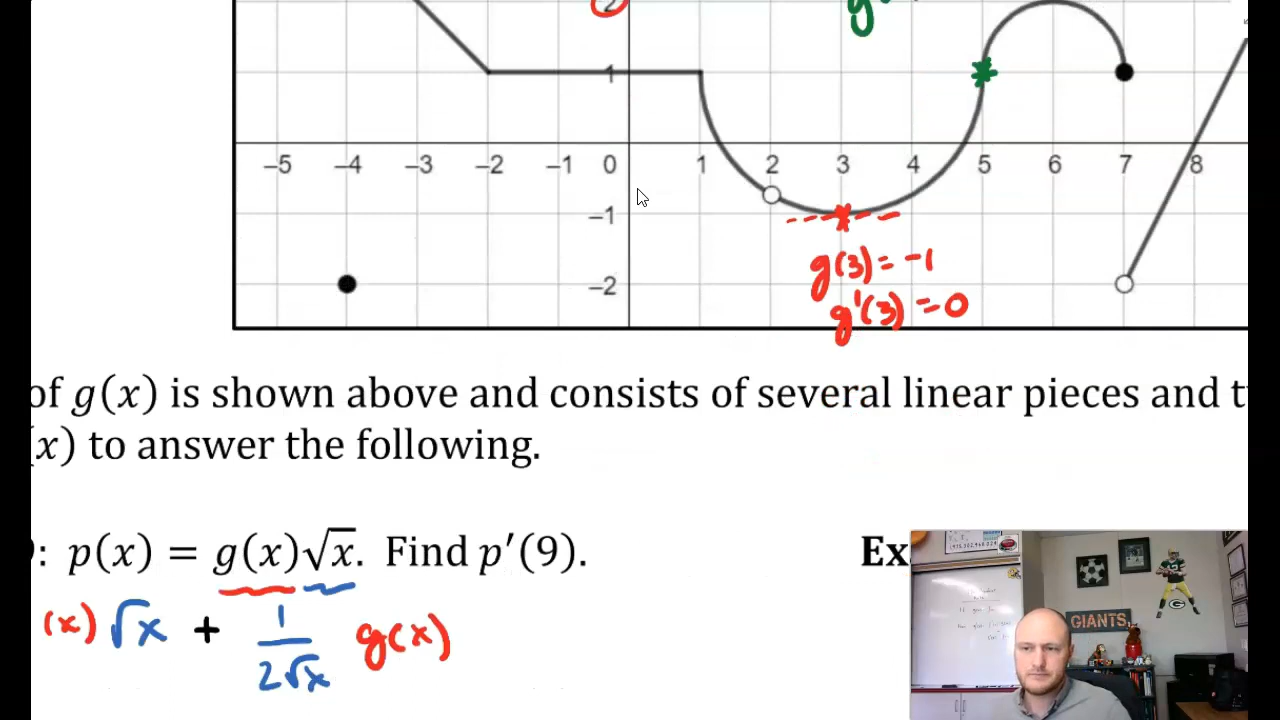 2
1
-5 -4 -3 -2 -1 0 1 2 3 4 5 6 7 8
-1
g(3) = -1
-2
g'(3) = 0
of g(x) is shown above and consists of several linear pieces and t
(x) to answer the following.
: p(x) = g(x)√x. Find p′(9).
Ex
(x) √x + 1/2√x g(x)
GIANTS
G